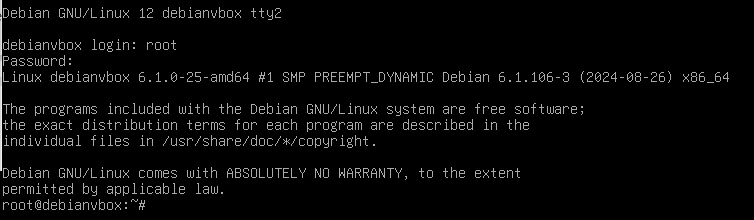 Debian GNU/Linux 12 debianvbox tty2
debianvbox login: root
Password:
Linux debianvbox 6.1.0-25-amd64 #1 SMP PREEMPT_DYNAMIC Debian 6.1.106-3 (2024-08-26) x86_64
The programs included with the Debian GNU/Linux system are free software;
the exact distribution terms for each program are described in the
individual files in /usr/share/doc/*/copyright.
Debian GNU/Linux comes with ABSOLUTELY NO WARRANTY, to the extent
permitted by applicable law.
root@debianvbox:~#